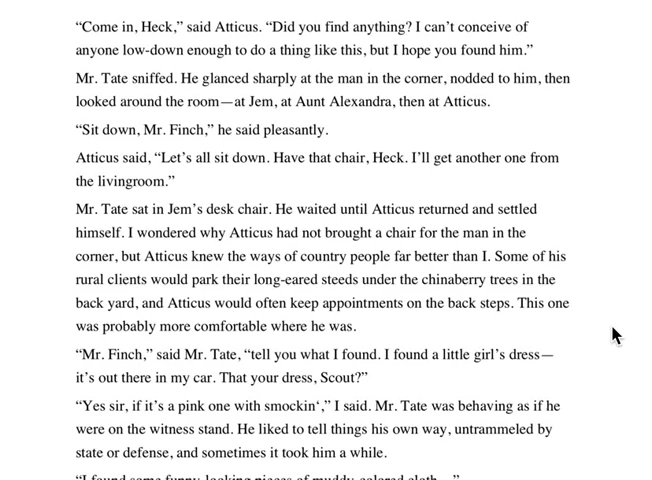 “Come in, Heck,” said Atticus. “Did you find anything? I can’t conceive of
anyone low-down enough to do a thing like this, but I hope you found him.”
Mr. Tate sniffed. He glanced sharply at the man in the corner, nodded to him, then
looked around the room—at Jem, at Aunt Alexandra, then at Atticus.
“Sit down, Mr. Finch,” he said pleasantly.
Atticus said, “Let’s all sit down. Have that chair, Heck. I’ll get another one from
the livingroom.”
Mr. Tate sat in Jem’s desk chair. He waited until Atticus returned and settled
himself. I wondered why Atticus had not brought a chair for the man in the
corner, but Atticus knew the ways of country people far better than I. Some of his
rural clients would park their long-eared steeds under the chinaberry trees in the
back yard, and Atticus would often keep appointments on the back steps. This one
was probably more comfortable where he was.
“Mr. Finch,” said Mr. Tate, “tell you what I found. I found a little girl’s dress—
it’s out there in my car. That your dress, Scout?”
“Yes sir, if it’s a pink one with smockin‘,” I said. Mr. Tate was behaving as if he
were on the witness stand. He liked to tell things his own way, untrammeled by
state or defense, and sometimes it took him a while.
“I found some funny-looking pieces of muddy-colored cloth—”